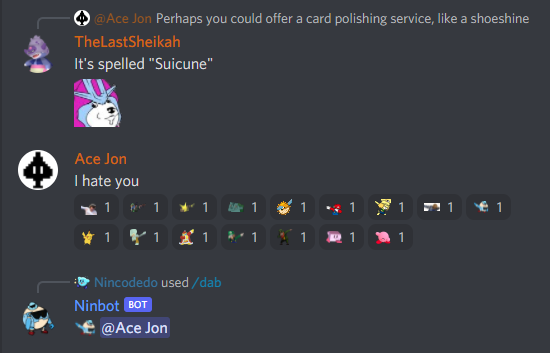 @Ace Jon Perhaps you could offer a card polishing service, like a shoeshine
TheLastSheikah
It's spelled "Suicune"
Ace Jon
I hate you
1 1 1 1 1 1 1 1 1
1 1 1 1 1 1 1
Nincodedo used /dab
Ninbot BOT
@Ace Jon